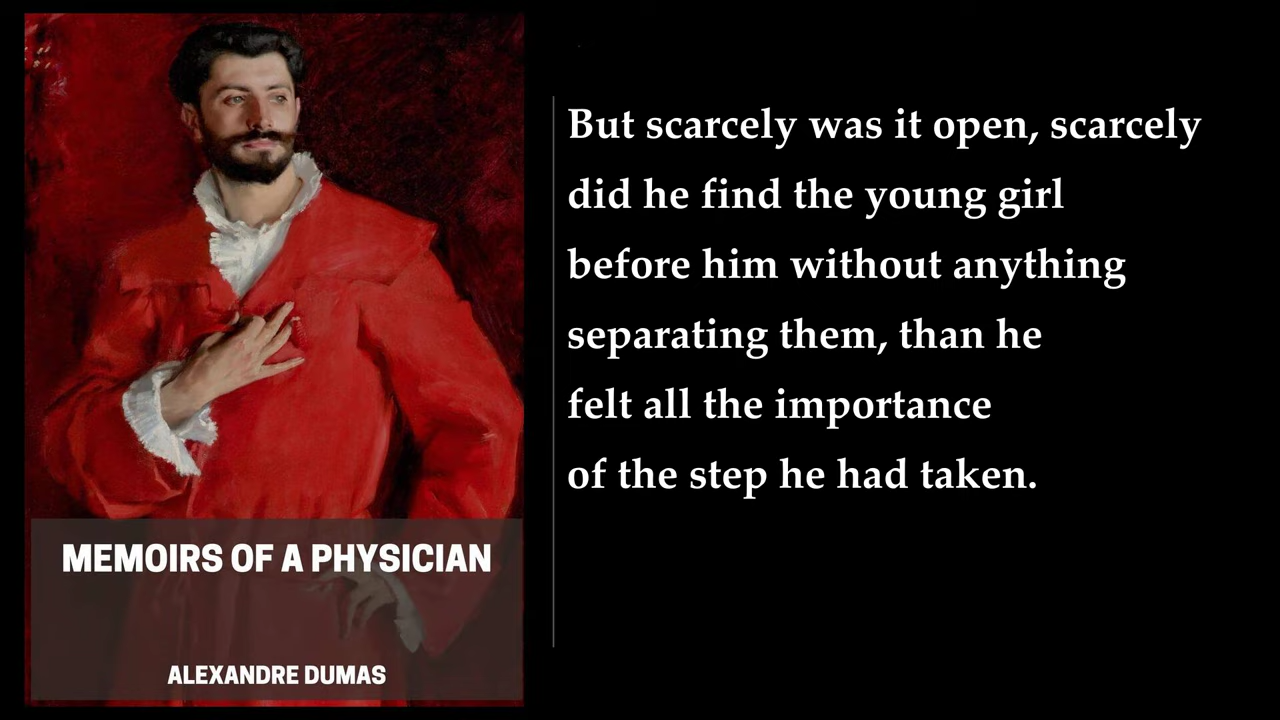 MEMOIRS OF A PHYSICIAN
ALEXANDRE DUMAS
But scarcely was it open, scarcely
did he find the young girl
before him without anything
separating them, than he
felt all the importance
of the step he had taken.